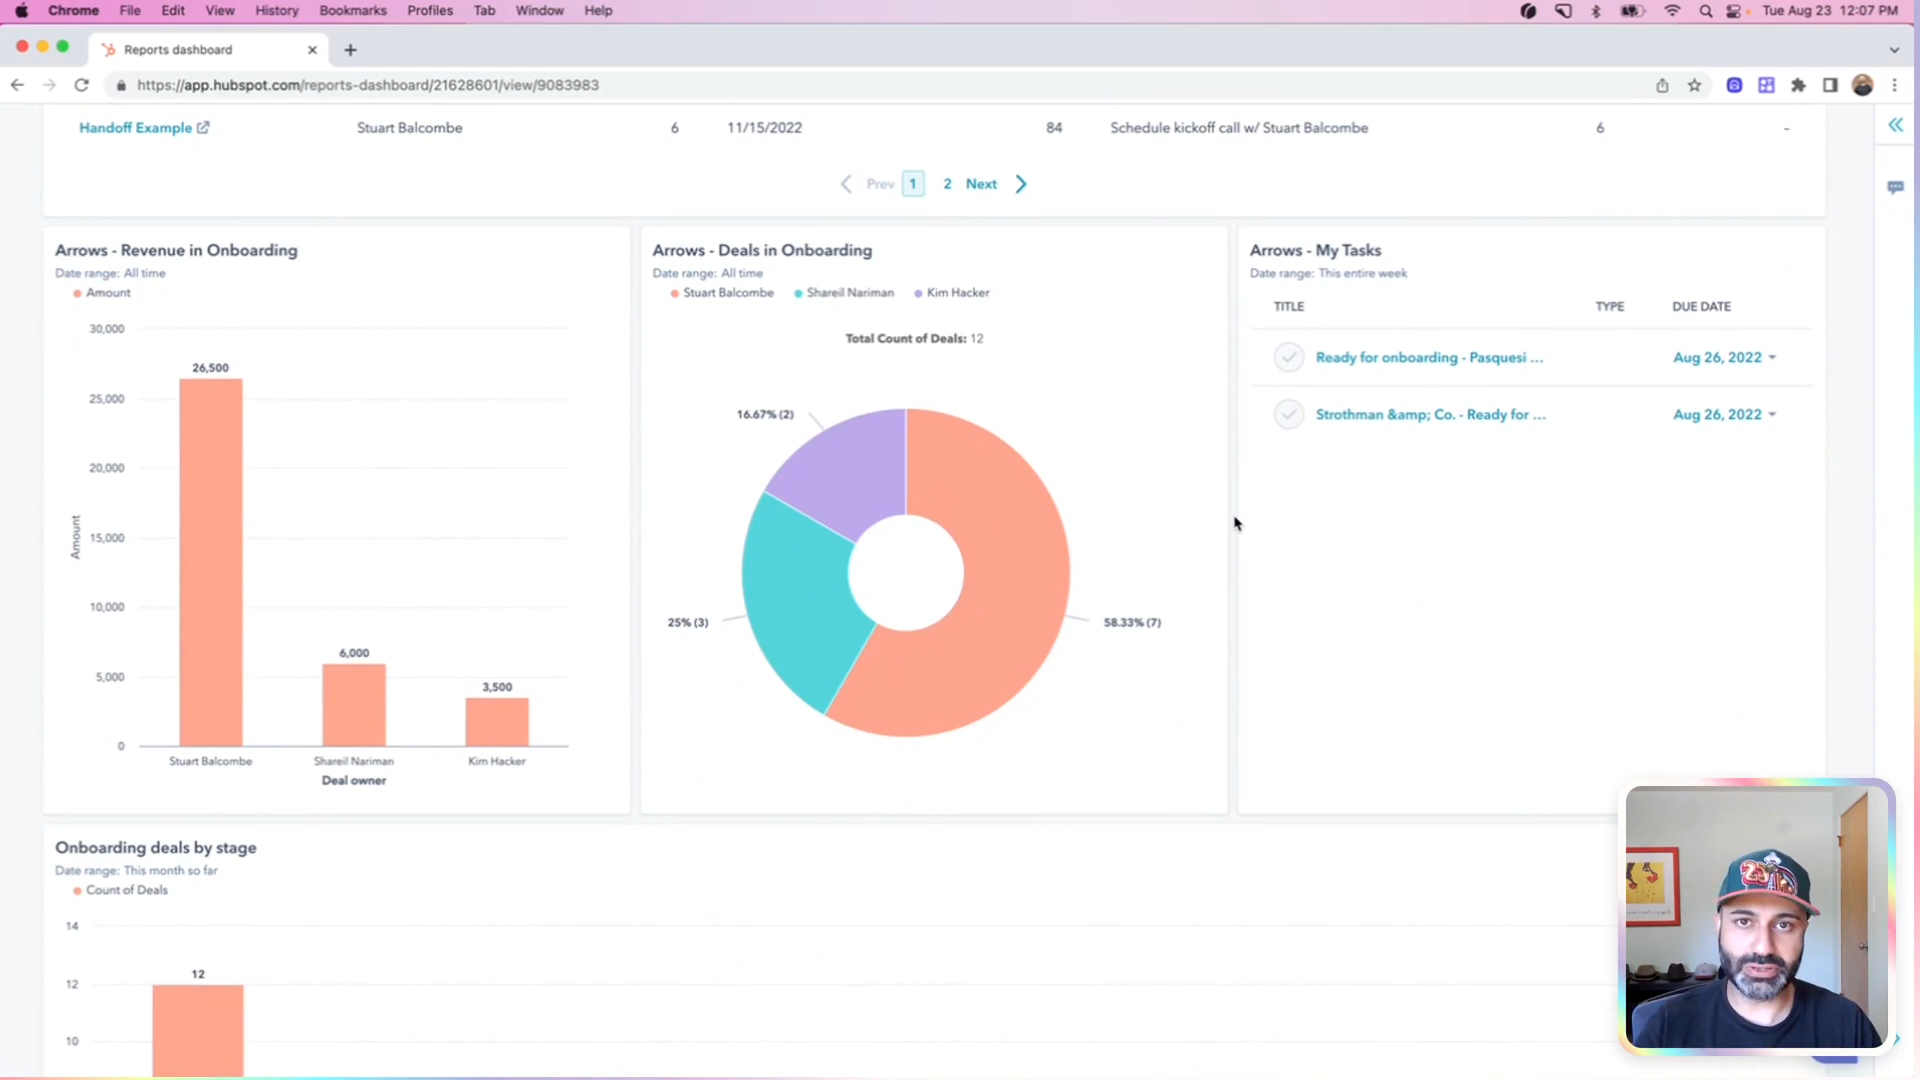 Chrome File Edit View History Bookmarks Profiles Tab Window Help Tue Aug 23 12:07 PM
Reports dashboard
https://app.hubspot.com/reports-dashboard/21628601/view/9083983
Handoff Example Stuart Balcombe 6 11/15/2022 84 Schedule kickoff call w/ Stuart Balcombe 6 -
Prev 1 2 Next
Arrows - Revenue in Onboarding
Date range: All time
Amount
30,000
25,000
20,000
15,000
10,000
5,000
0
Amount
26,500
6,000
3,500
Stuart Balcombe Shareil Nariman Kim Hacker
Deal owner
Arrows - Deals in Onboarding
Date range: All time
Stuart Balcombe Shareil Nariman Kim Hacker
Total Count of Deals: 12
16.67% (2)
25% (3)
58.33% (7)
Arrows - My Tasks
Date range: This entire week
TITLE TYPE DUE DATE
Ready for onboarding - Pasquesi ... Aug 26, 2022
Strothman &amp; Co. - Ready for ... Aug 26, 2022
Onboarding deals by stage
Date range: This month so far
Count of Deals
14
12
10
12